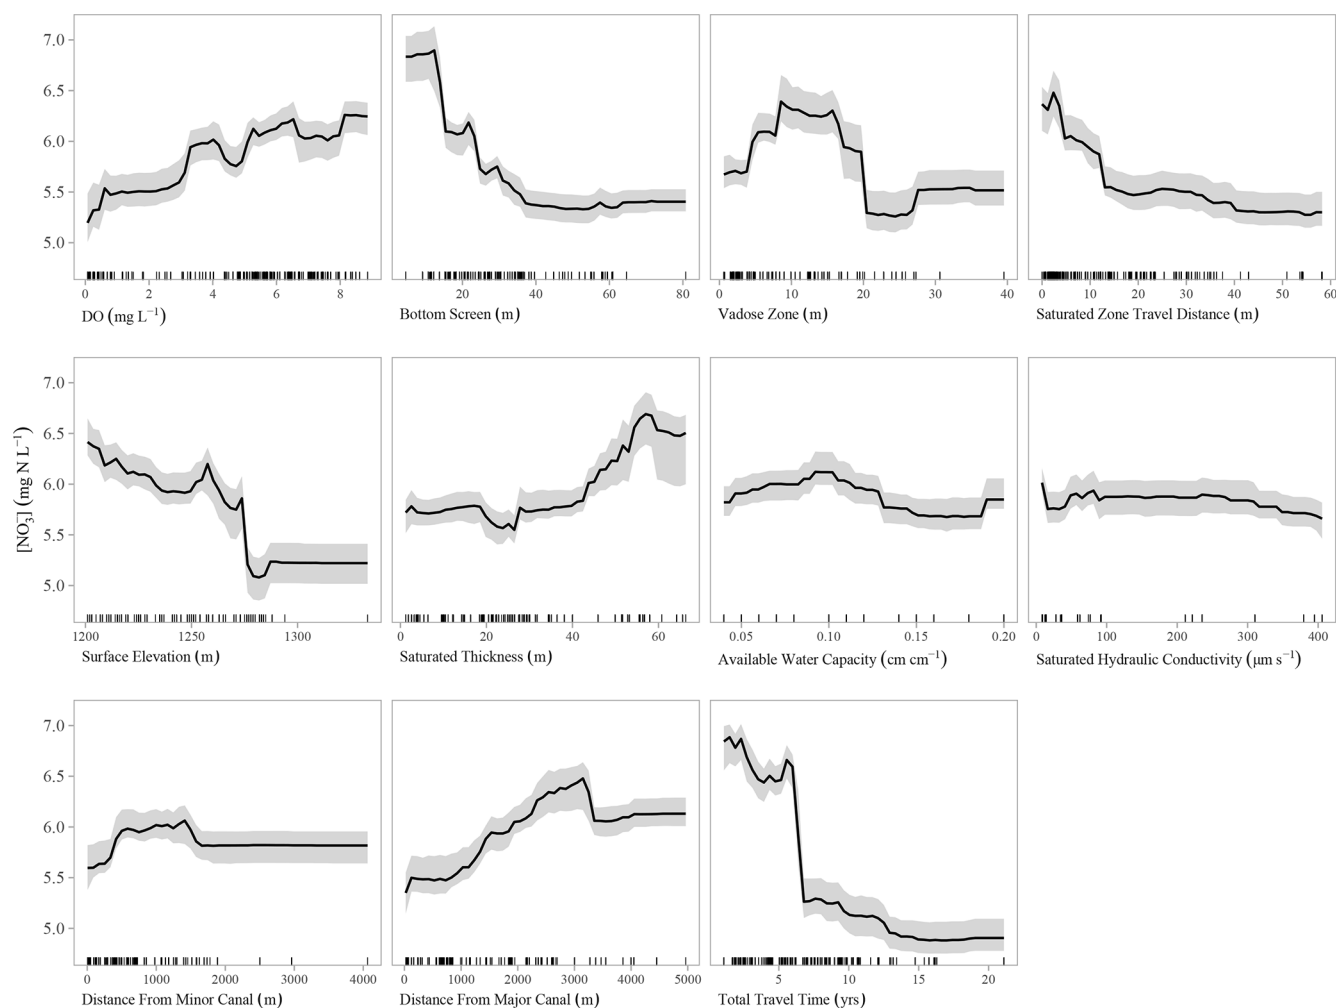 7.0
6.5
6.0
5.5
5.0
0 2 4 6 8
20 40 60 80
0 10 20 30 40
0 10 20 30 40 50 60
DO (mg L⁻¹)
Bottom Screen (m)
Vadose Zone (m)
Saturated Zone Travel Distance (m)
[NO₃⁻] (mg N L⁻¹)
7.0
6.5
6.0
5.5
5.0
1200 1250 1300
0 20 40 60
0.05 0.10 0.15 0.20
0 100 200 300 400
Surface Elevation (m)
Saturated Thickness (m)
Available Water Capacity (cm cm⁻¹)
Saturated Hydraulic Conductivity (µm s⁻¹)
7.0
6.5
6.0
5.5
5.0
0 1000 2000 3000 4000
0 1000 2000 3000 4000 5000
5 10 15 20
Distance From Minor Canal (m)
Distance From Major Canal (m)
Total Travel Time (yrs)